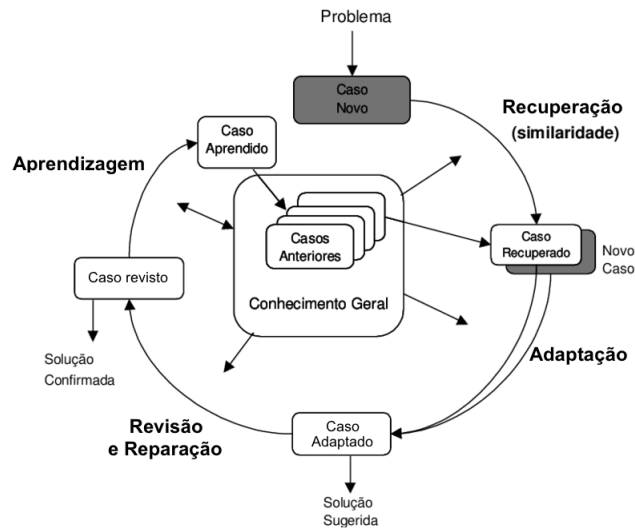 Problema
Caso
Novo
Recuperação
(similaridade)
Caso
Aprendido
Aprendizagem
Casos
Anteriores
Caso
Recuperado
Novo
Caso
Caso revisto
Conhecimento Geral
Solução
Confirmada
Adaptação
Revisão
e Reparação
Caso
Adaptado
Solução
Sugerida